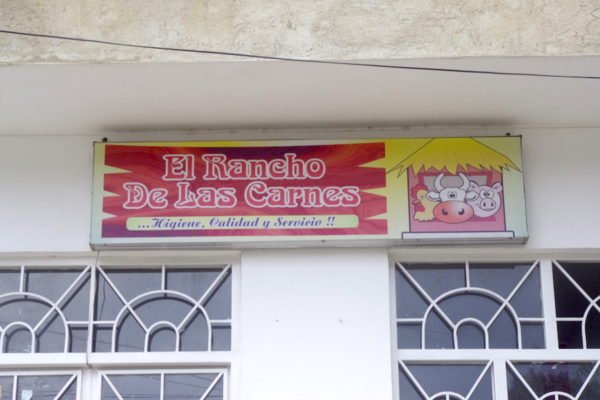 El Rancho
De Las Carnes
...Higiene, Calidad y Servicio !!